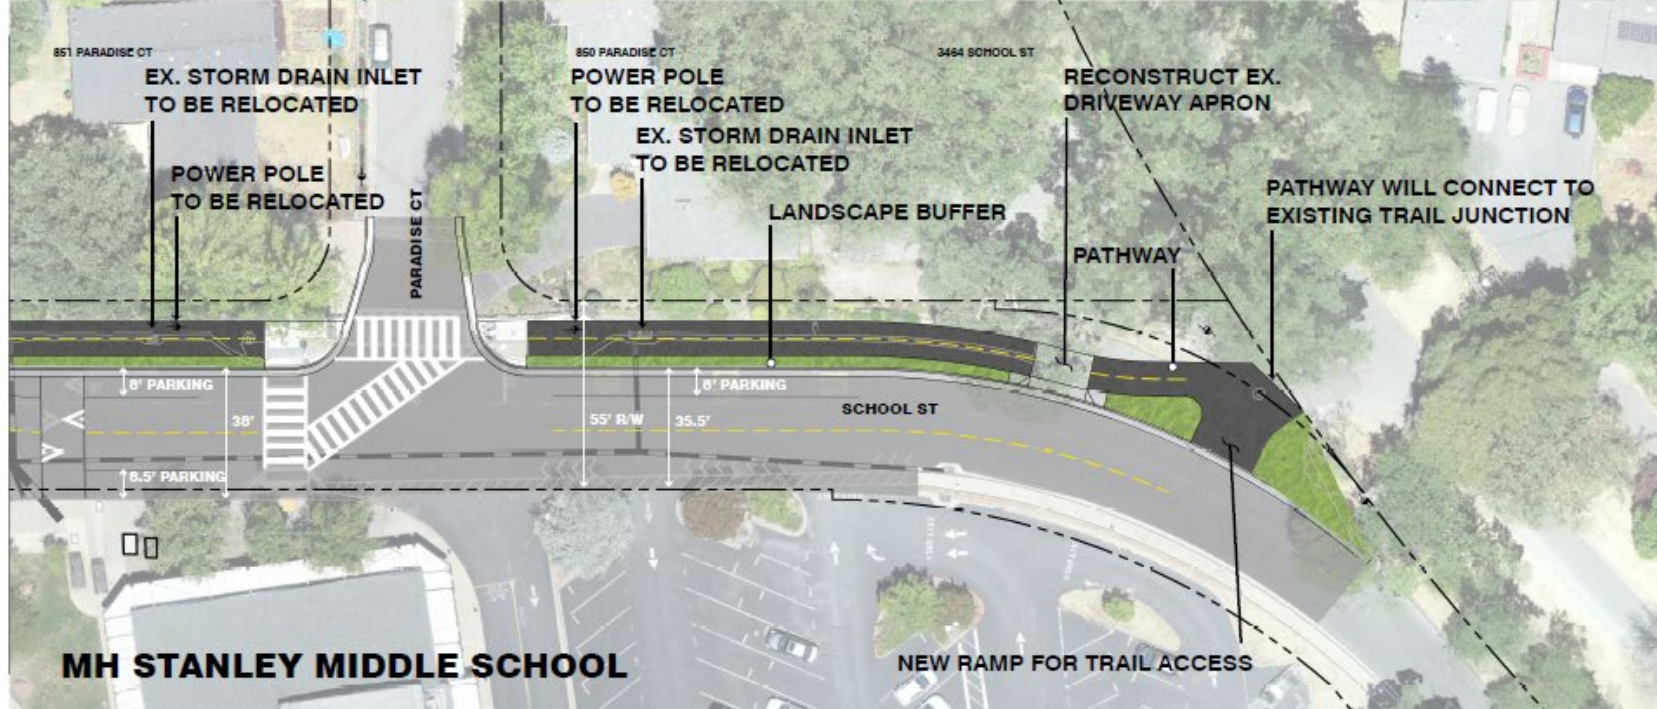 851 PARADISE CT
850 PARADISE CT
3464 SCHOOL ST
EX. STORM DRAIN INLET
TO BE RELOCATED
POWER POLE
TO BE RELOCATED
RECONSTRUCT EX.
DRIVEWAY APRON
EX. STORM DRAIN INLET
TO BE RELOCATED
POWER POLE
TO BE RELOCATED
PATHWAY WILL CONNECT TO
EXISTING TRAIL JUNCTION
LANDSCAPE BUFFER
PARADISE CT
PATHWAY
8' PARKING
8' PARKING
38'
55' R/W
35.5'
SCHOOL ST
8.5' PARKING
MH STANLEY MIDDLE SCHOOL
NEW RAMP FOR TRAIL ACCESS